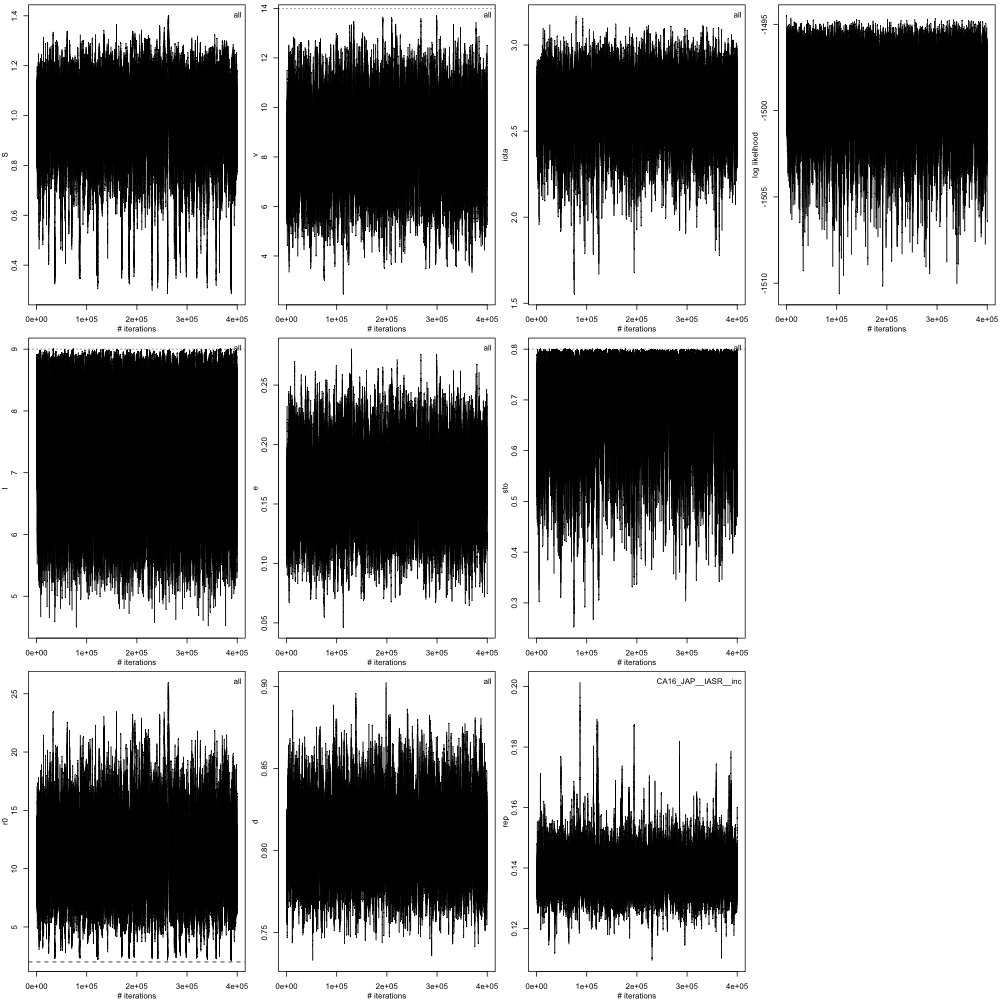 all
S
0.4 0.6 0.8 1.0 1.2 1.4
0e+00 1e+05 2e+05 3e+05 4e+05
# iterations
all
v
4 6 8 10 12 14
0e+00 1e+05 2e+05 3e+05 4e+05
# iterations
all
iota
1.5 2.0 2.5 3.0
0e+00 1e+05 2e+05 3e+05 4e+05
# iterations
log likelihood
-1510 -1505 -1500 -1495
0e+00 1e+05 2e+05 3e+05 4e+05
# iterations
all
l
5 6 7 8 9
0e+00 1e+05 2e+05 3e+05 4e+05
# iterations
all
e
0.05 0.10 0.15 0.20 0.25
0e+00 1e+05 2e+05 3e+05 4e+05
# iterations
all
sto
0.3 0.4 0.5 0.6 0.7 0.8
0e+00 1e+05 2e+05 3e+05 4e+05
# iterations
all
r0
5 10 15 20 25
0e+00 1e+05 2e+05 3e+05 4e+05
# iterations
all
d
0.75 0.80 0.85 0.90
0e+00 1e+05 2e+05 3e+05 4e+05
# iterations
CA16_JAP__IASR__inc
rep
0.12 0.14 0.16 0.18 0.20
0e+00 1e+05 2e+05 3e+05 4e+05
# iterations